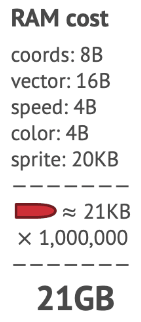 RAM cost
coords: 8B
vector: 16B
speed: 4B
color: 4B
sprite: 20KB
– – – – – – –
≈ 21KB
× 1,000,000
– – – – – – –
21GB